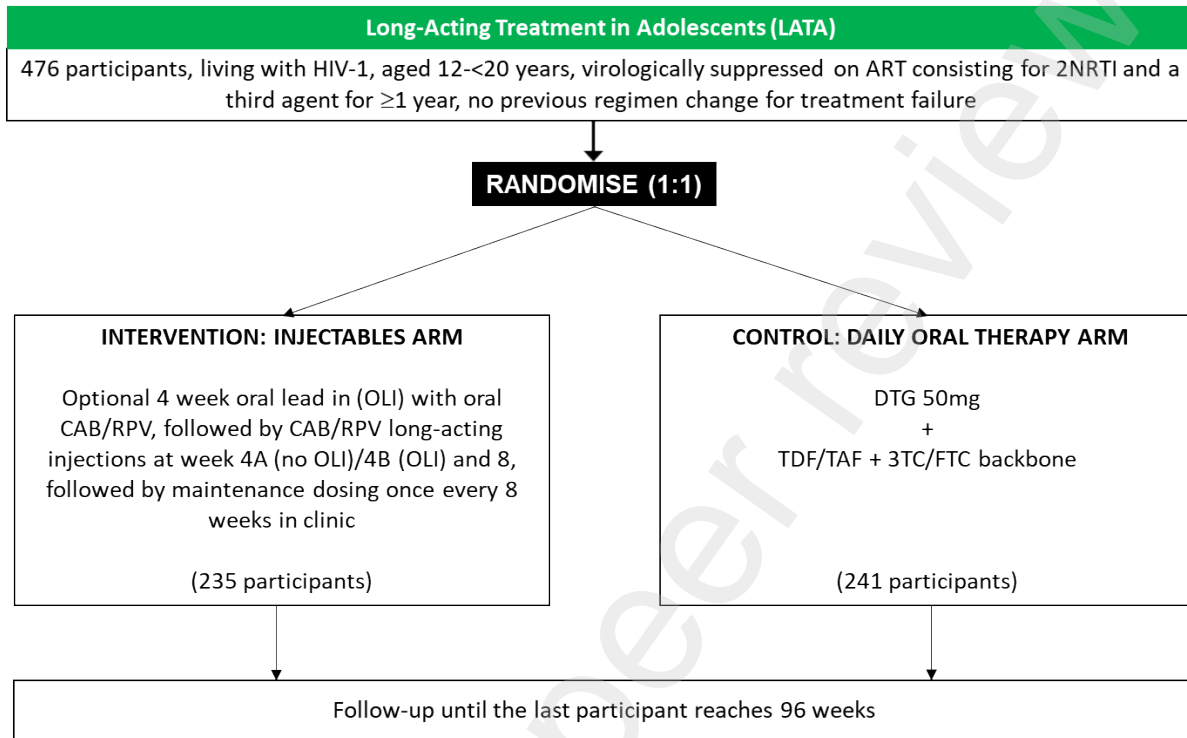 Long-Acting Treatment in Adolescents (LATA)
476 participants, living with HIV-1, aged 12-<20 years, virologically suppressed on ART consisting for 2NRTI and a
third agent for ≥1 year, no previous regimen change for treatment failure
RANDOMISE (1:1)
INTERVENTION: INJECTABLES ARM
Optional 4 week oral lead in (OLI) with oral
CAB/RPV, followed by CAB/RPV long-acting
injections at week 4A (no OLI)/4B (OLI) and 8,
followed by maintenance dosing once every 8
weeks in clinic
(235 participants)
CONTROL: DAILY ORAL THERAPY ARM
DTG 50mg
+
TDF/TAF + 3TC/FTC backbone
(241 participants)
Follow-up until the last participant reaches 96 weeks
peer review